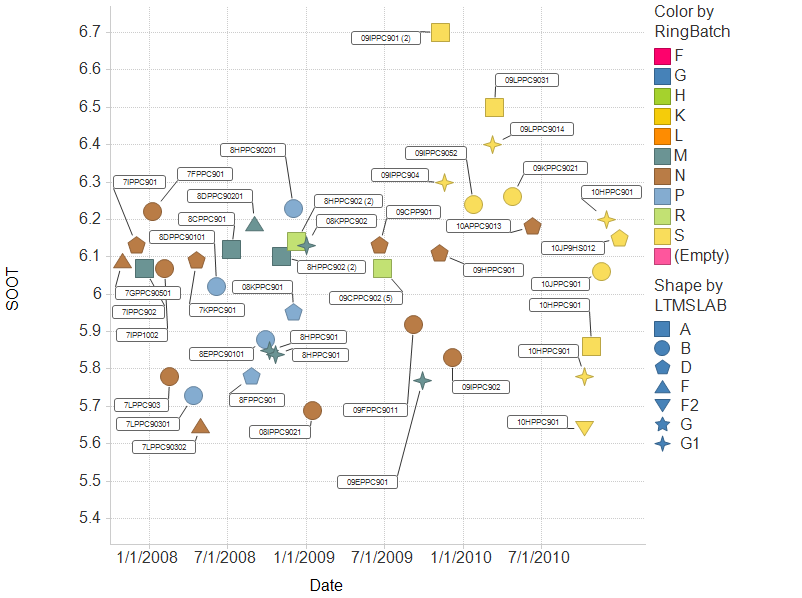 Color by
RingBatch
F
G
H
K
L
M
N
P
R
S
(Empty)
Shape by
LTMSLAB
A
B
D
F
F2
G
G1
SOOT
6.7
6.6
6.5
6.4
6.3
6.2
6.1
6
5.9
5.8
5.7
5.6
5.5
5.4
09IPPC901 (2)
09LPPC9031
09LPPC9014
8HPPC90201
09IPPC9052
09KPPC9021
7FPPC901
09IPPC904
7IPPC901
10HPPC901
8DPPC90201
8HPPC902 (2)
09CPP901
8CPPC901
08KPPC902
10APPC9013
8DPPC90101
10JP9HS012
8HPPC902 (2)
09HPPC901
10JPPC901
08KPPC901
7GPPC90501
09CPPC902 (5)
10HPPC901
7IPPC902
7KPPC901
7IPP1002
8HPPC901
10HPPC901
8EPPC90101
8HPPC901
09IPPC902
8FPPC901
7LPPC903
09FPPC9011
7LPPC90301
10HPPC901
08IPPC9021
7LPPC90302
09EPPC901
1/1/2008
7/1/2008
1/1/2009
7/1/2009
1/1/2010
7/1/2010
Date